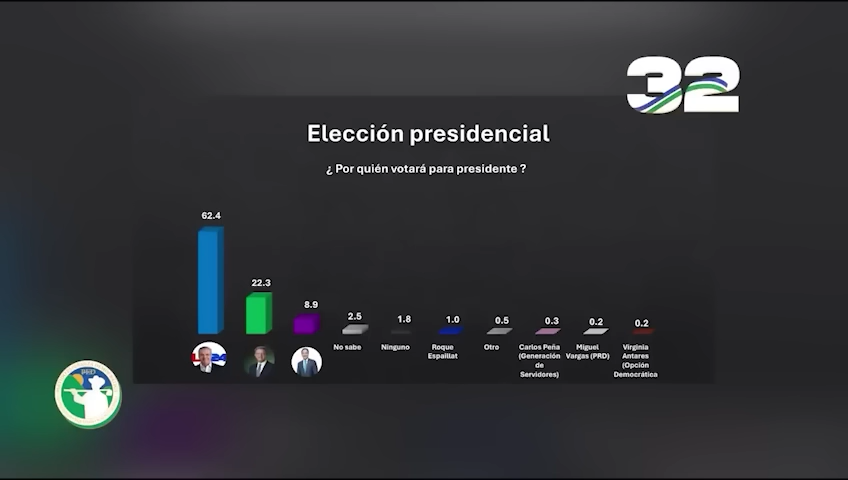 32
Elección presidencial
¿ Por quién votará para presidente ?
62.4
22.3
8.9
2.5
1.8
1.0
0.5
0.3
0.2
0.2
No sabe
Ninguno
Roque
Espaillat
Otro
Carlos Peña
(Generación
de
Servidores)
Miguel
Vargas (PRD)
Virginia
Antares
(Opción
Democrática